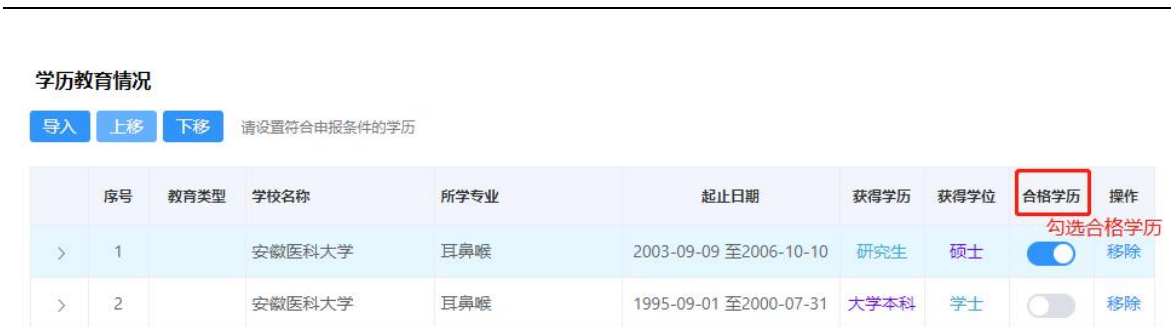 学历教育情况
导入 上移 下移 请设置符合申报条件的学历
序号 教育类型 学校名称 所学专业 起止日期 获得学历 获得学位 合格学历 操作
勾选合格学历
1 安徽医科大学 耳鼻喉 2003-09-09 至2006-10-10 研究生 硕士 移除
2 安徽医科大学 耳鼻喉 1995-09-01 至2000-07-31 大学本科 学士 移除